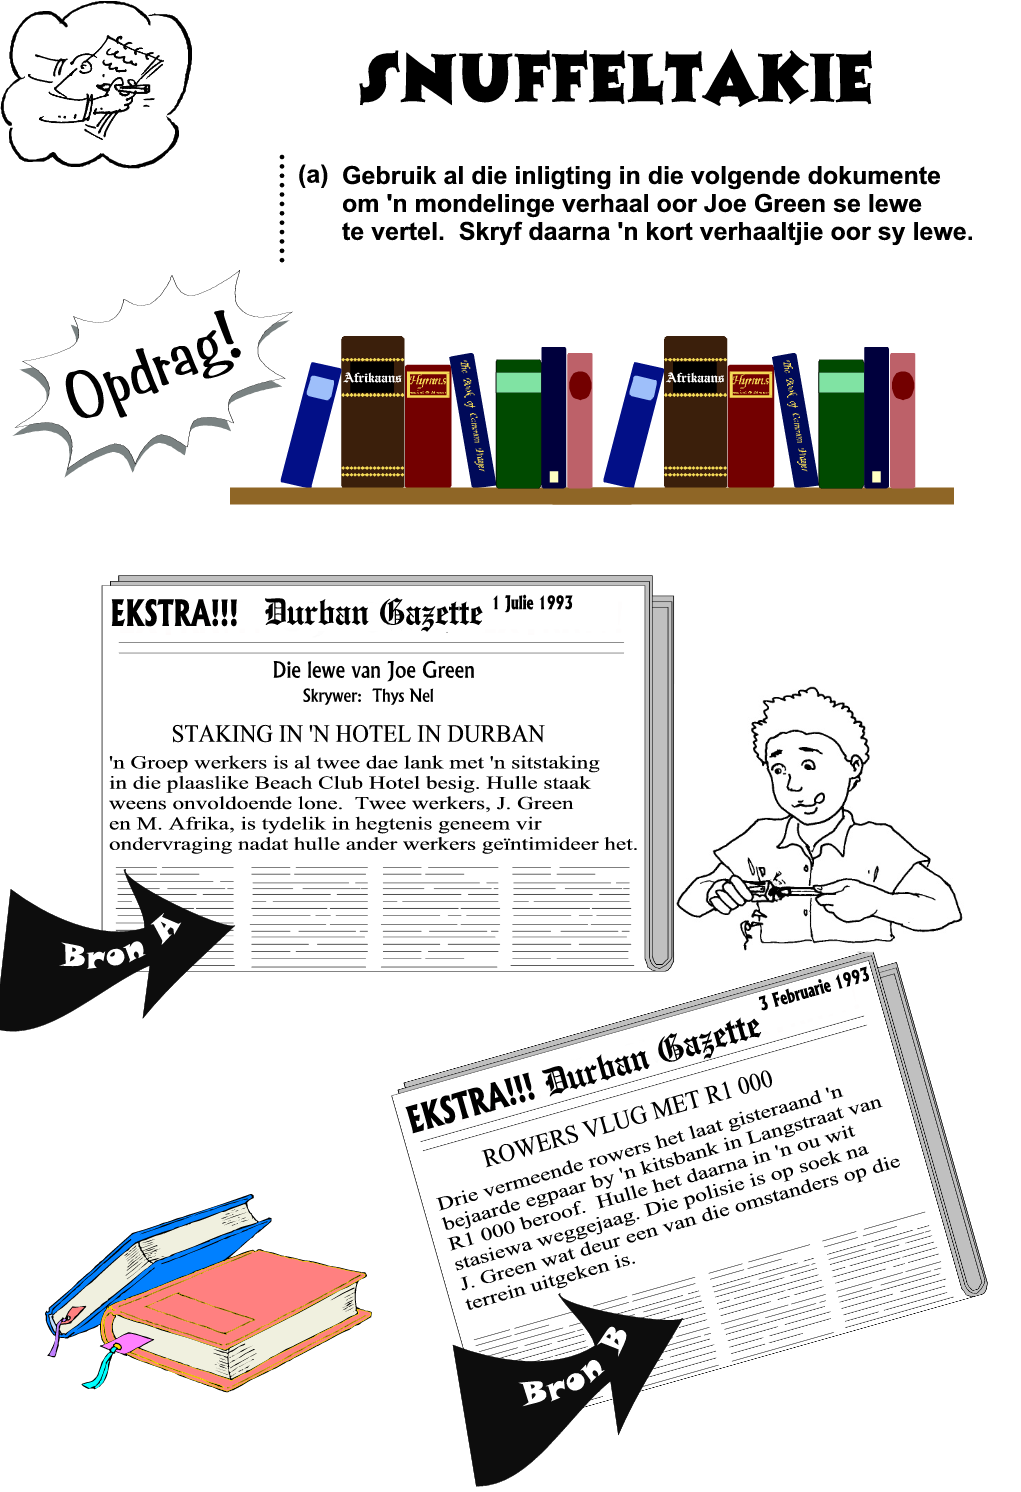 SNUFFELTAKIE
(a) Gebruik al die inligting in die volgende dokumente
om 'n mondelinge verhaal oor Joe Green se lewe
te vertel. Skryf daarna 'n kort verhaaltjie oor sy lewe.
Opdrag!
Afrikaans
Hymns
The Book of Common Prayer
Afrikaans
Hymns
The Book of Common Prayer
EKSTRA!!! Durban Gazette 1 Julie 1993
Die lewe van Joe Green
Skrywer: Thys Nel
STAKING IN 'N HOTEL IN DURBAN
'n Groep werkers is al twee dae lank met 'n sitstaking
in die plaaslike Beach Club Hotel besig. Hulle staak
weens onvoldoende lone. Twee werkers, J. Green
en M. Afrika, is tydelik in hegtenis geneem vir
ondervraging nadat hulle ander werkers geïntimideer het.
Bron A
EKSTRA!!! Durban Gazette 3 Februarie 1993
ROWERS VLUG MET R1 000
Drie vermeende rowers het laat gisteraand 'n
bejaarde egpaar by 'n kitsbank in Langstraat van
R1 000 beroof. Hulle het daarna in 'n ou wit
stasiewa weggejaag. Die polisie is op soek na
J. Green wat deur een van die omstanders op die
terrein uitgeken is.
Bron B